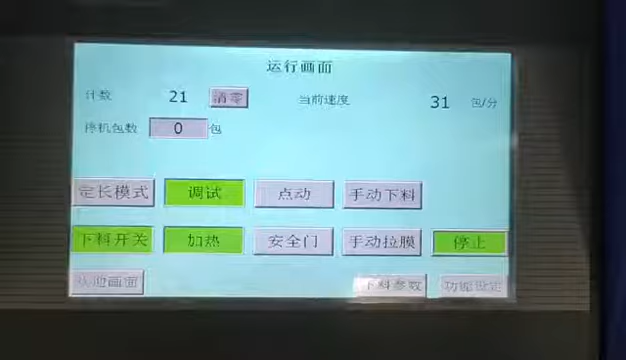 运行画面
计数 21 清零 当前速度 31 包/分
停机包数 0 包
定长模式 调试 点动 手动下料
下料开关 加热 安全门 手动拉膜 停止
欢迎画面 下料参数 功能设定